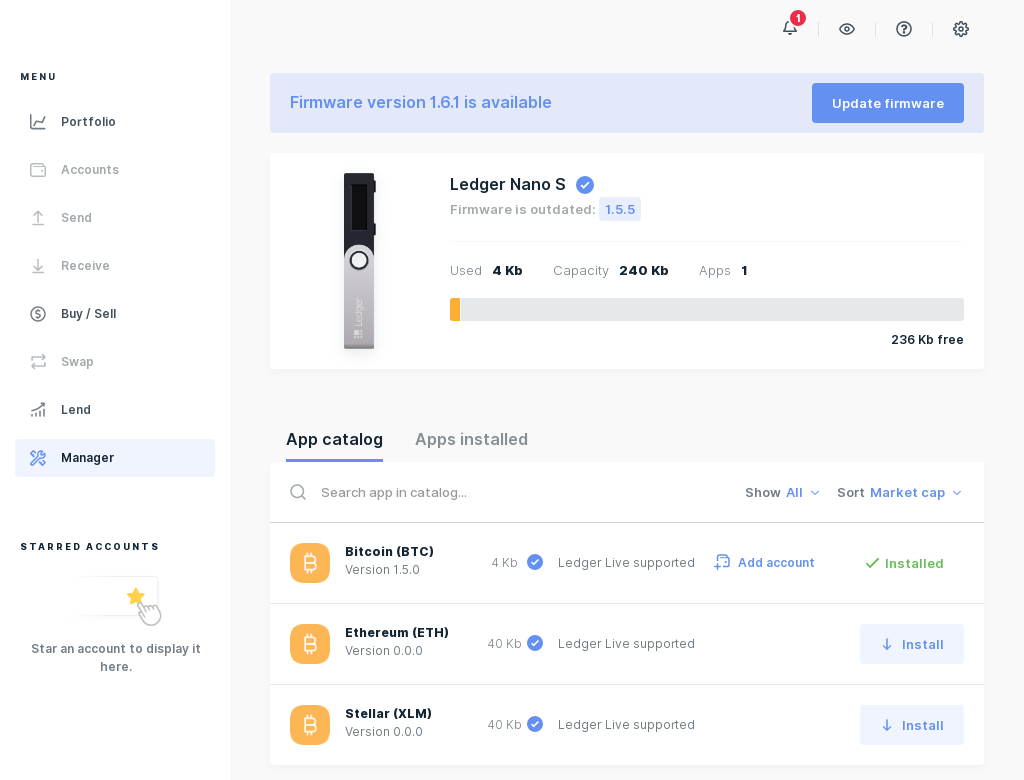 1
MENU
Portfolio
Accounts
Send
Receive
Buy / Sell
Swap
Lend
Manager
STARRED ACCOUNTS
Star an account to display it
here.
Firmware version 1.6.1 is available
Update firmware
Ledger Nano S
Firmware is outdated: 1.5.5
Used 4 Kb Capacity 240 Kb Apps 1
236 Kb free
Ledger
App catalog Apps installed
Search app in catalog... Show All Sort Market cap
Bitcoin (BTC)
Version 1.5.0
4 Kb Ledger Live supported Add account Installed
Ethereum (ETH)
Version 0.0.0
40 Kb Ledger Live supported Install
Stellar (XLM)
Version 0.0.0
40 Kb Ledger Live supported Install